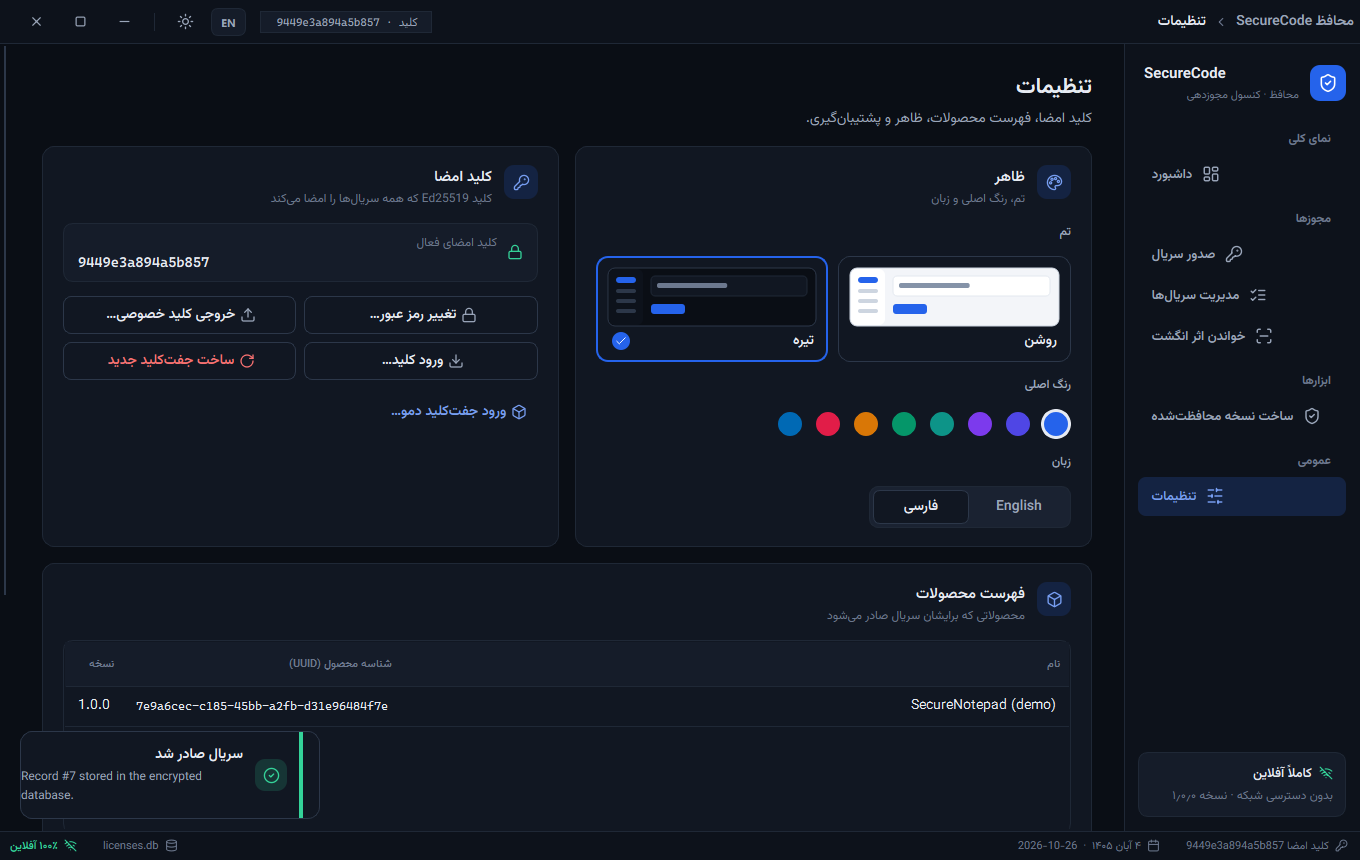 محافظ SecureCode › تنظیمات
کلید · 9449e3a894a5b857
EN
SecureCode
محافظ · کنسول مجوزدهی
نمای کلی
داشبورد
مجوزها
صدور سریال
مدیریت سریال‌ها
خواندن اثر انگشت
ابزارها
ساخت نسخه محافظت‌شده
عمومی
تنظیمات
کاملاً آفلاین
بدون دسترسی شبکه · نسخه ۱٫۰٫۰
تنظیمات
کلید امضا، فهرست محصولات، ظاهر و پشتیبان‌گیری.
ظاهر
تم، رنگ اصلی و زبان
تم
روشن
تیره
رنگ اصلی
زبان
English
فارسی
کلید امضا
کلید Ed25519 که همه سریال‌ها را امضا می‌کند
کلید امضای فعال
9449e3a894a5b857
تغییر رمز عبور...
خروجی کلید خصوصی...
ورود کلید...
ساخت جفت‌کلید جدید
ورود جفت‌کلید دمو...
فهرست محصولات
محصولاتی که برایشان سریال صادر می‌شود
نام
شناسه محصول (UUID)
نسخه
SecureNotepad (demo)
7e9a6cec-c185-45bb-a2fb-d31e96484f7e
1.0.0
سریال صادر شد
Record #7 stored in the encrypted
database.
کلید امضا 9449e3a894a5b857
۴ آبان ۱۴۰۵ · 2026-10-26
licenses.db
۱۰۰٪ آفلاین